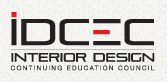 iDCEC
INTERIOR DESIGN
CONTINUING EDUCATION COUNCIL